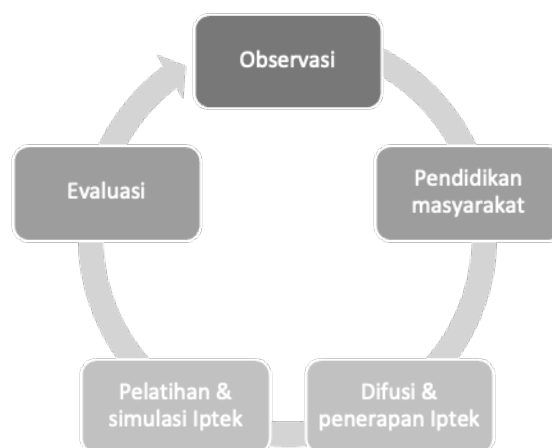 Observasi
Pendidikan
masyarakat
Difusi &
penerapan Iptek
Pelatihan &
simulasi Iptek
Evaluasi